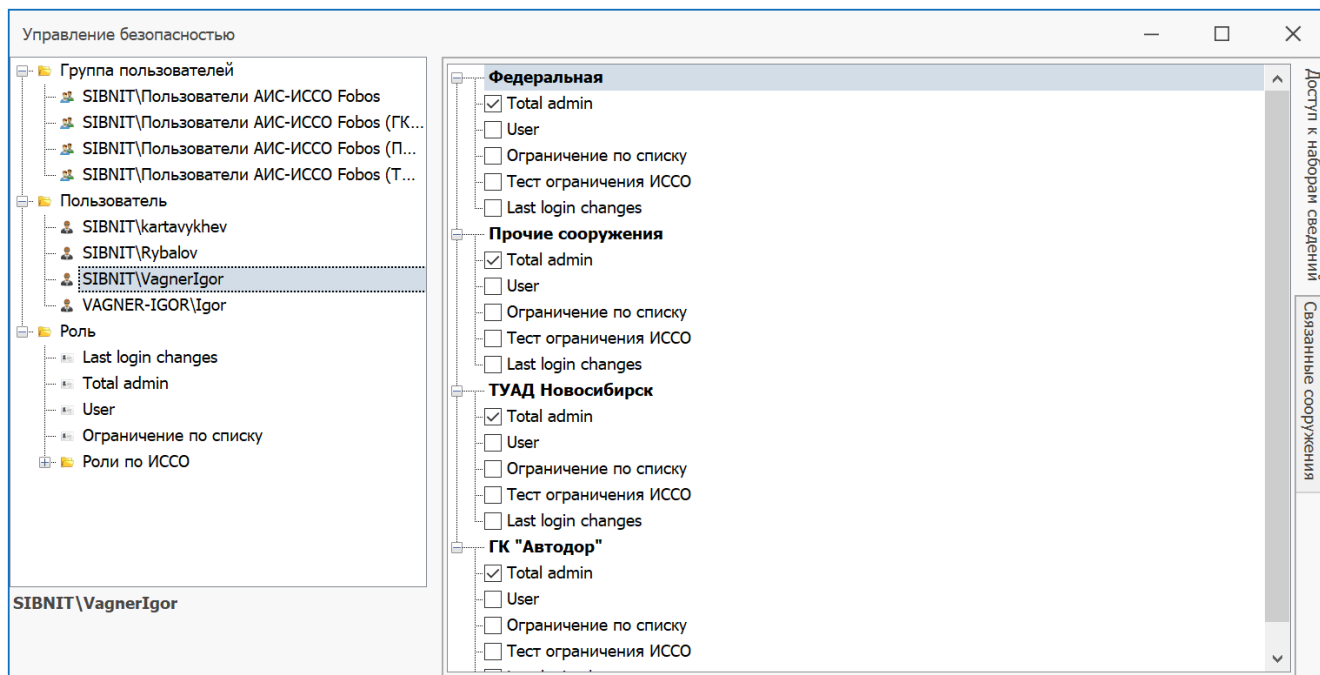 Управление безопасностью
Группа пользователей
SIBNIT\Пользователи АИС-ИССО Fobos
SIBNIT\Пользователи АИС-ИССО Fobos (ГК...
SIBNIT\Пользователи АИС-ИССО Fobos (П...
SIBNIT\Пользователи АИС-ИССО Fobos (Т...
Пользователь
SIBNIT\kartavykhev
SIBNIT\Rybalov
SIBNIT\VagnerIgor
VAGNER-IGOR\Igor
Роль
Last login changes
Total admin
User
Ограничение по списку
Роли по ИССО
SIBNIT\VagnerIgor
Федеральная
Total admin
User
Ограничение по списку
Тест ограничения ИССО
Last login changes
Прочие сооружения
Total admin
User
Ограничение по списку
Тест ограничения ИССО
Last login changes
ТУАД Новосибирск
Total admin
User
Ограничение по списку
Тест ограничения ИССО
Last login changes
ГК "Автодор"
Total admin
User
Ограничение по списку
Тест ограничения ИССО
Доступ к наборам сведений
Связанные сооружения